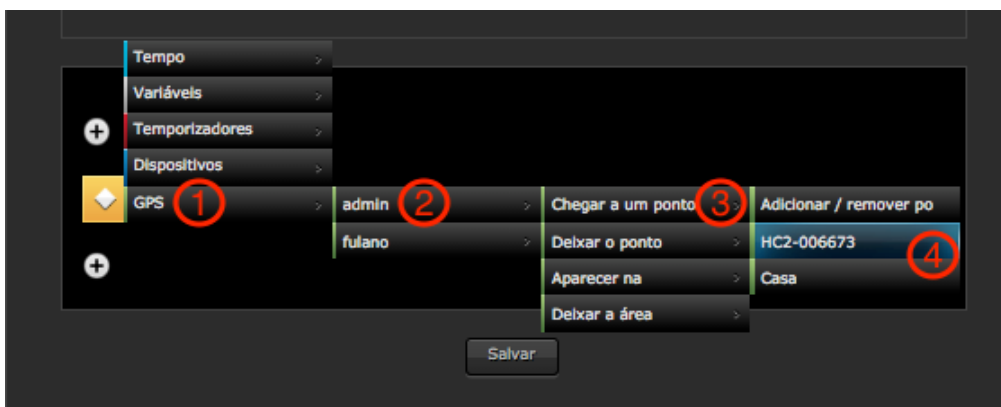 Tempo
Variáveis
Temporizadores
Dispositivos
GPS 1
admin 2
fulano
Chegar a um ponto 3
Deixar o ponto
Aparecer na
Deixar a área
Adicionar / remover po
HC2-006673 4
Casa
Salvar